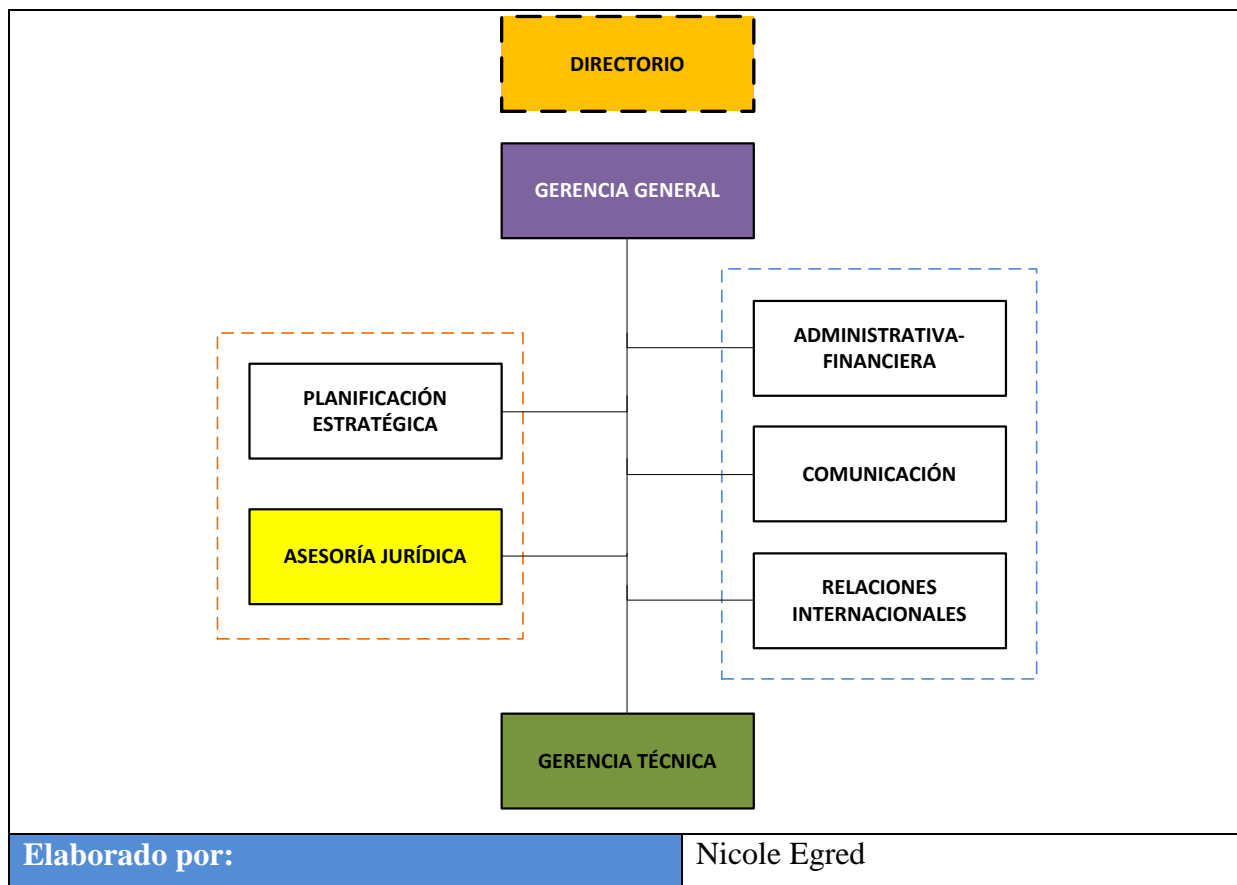 DIRECTORIO
GERENCIA GENERAL
ADMINISTRATIVA-
FINANCIERA
PLANIFICACIÓN
ESTRATÉGICA
COMUNICACIÓN
ASESORÍA JURÍDICA
RELACIONES
INTERNACIONALES
GERENCIA TÉCNICA
Elaborado por:
Nicole Egred